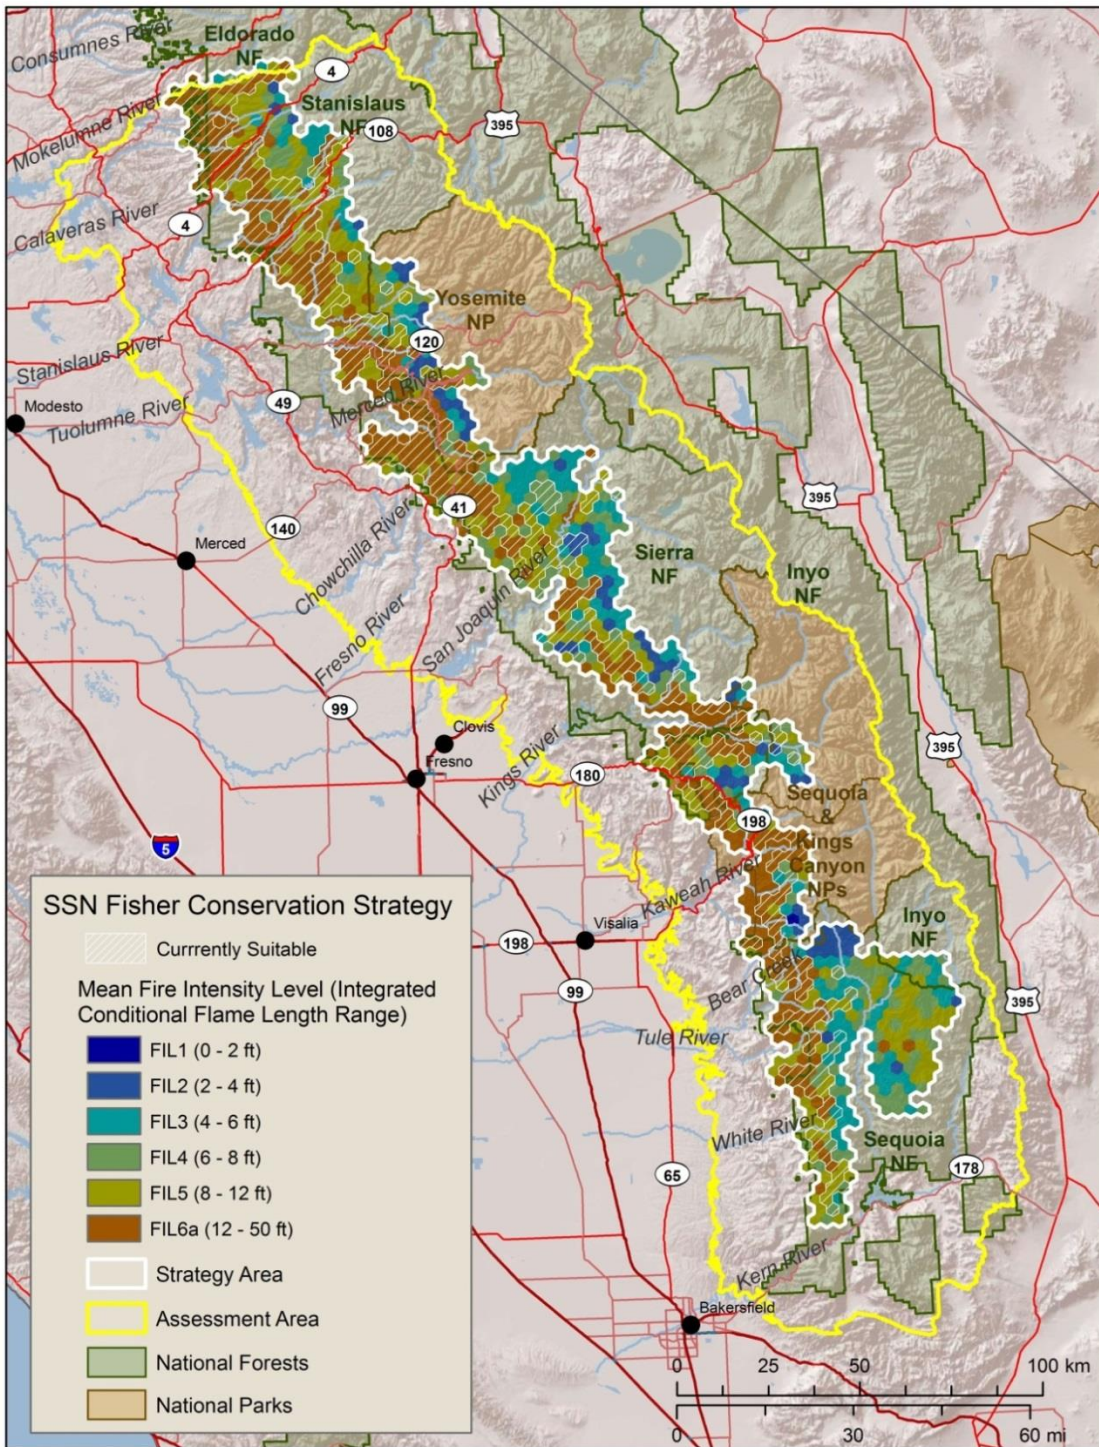 Consumnes River
Eldorado
NF
4
Stanislaus
NF
108
395
Mokelumne River
Calaveras River
4
Yosemite
NP
120
Stanislaus River
Merced River
49
Modesto
Tuolumne River
395
41
140
Merced
Chowchilla River
Sierra
NF
Inyo
NF
San Joaquin River
Fresno River
99
Clovis
395
Fresno
Kings River
180
Sequoia
&
Kings
Canyon
NPs
198
5
Kaweah River
SSN Fisher Conservation Strategy
Currrently Suitable
Mean Fire Intensity Level (Integrated
Conditional Flame Length Range)
FIL1 (0 - 2 ft)
FIL2 (2 - 4 ft)
FIL3 (4 - 6 ft)
FIL4 (6 - 8 ft)
FIL5 (8 - 12 ft)
FIL6a (12 - 50 ft)
Strategy Area
Assessment Area
National Forests
National Parks
Visalia
198
Inyo
NF
99
Bear Creek
395
Tule River
White River
Sequoia
NF
65
178
Kern River
Bakersfield
0 25 50 100 km
0 30 60 mi